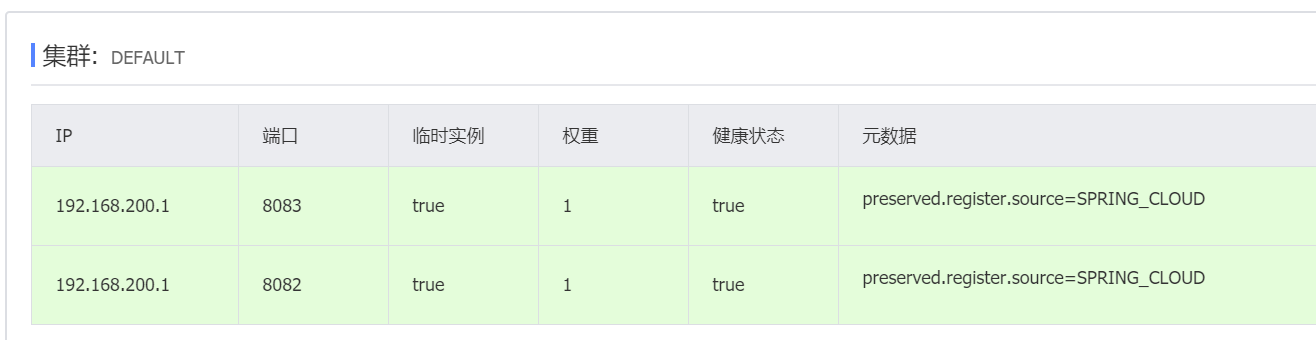 集群: DEFAULT
IP 端口 临时实例 权重 健康状态 元数据
192.168.200.1 8083 true 1 true preserved.register.source=SPRING_CLOUD
192.168.200.1 8082 true 1 true preserved.register.source=SPRING_CLOUD